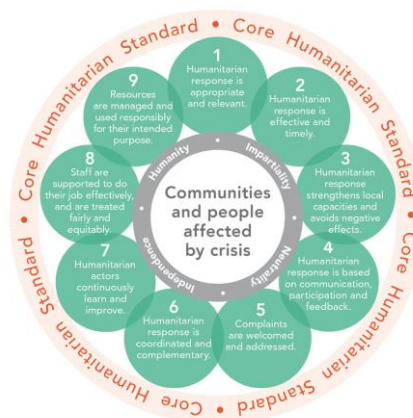 Core Humanitarian Standard • Core Humanitarian Standard • Core Humanitarian Standard • Core Humanitarian Standard •
1
Humanitarian
response is
appropriate
and relevant.
2
Humanitarian
response is
effective and
timely.
3
Humanitarian
response
strengthens local
capacities and
avoids negative
effects.
4
Humanitarian
response is based
on communication,
participation and
feedback.
5
Complaints
are welcomed
and addressed.
6
Humanitarian
response is
coordinated and
complementary.
7
Humanitarian
actors
continuously
learn and
improve.
8
Staff are
supported to do
their job effectively,
and are treated
fairly and
equitably.
9
Resources
are managed and
used responsibly
for their intended
purpose.
Humanity • Impartiality • Neutrality • Independence •
Communities
and people
affected
by crisis